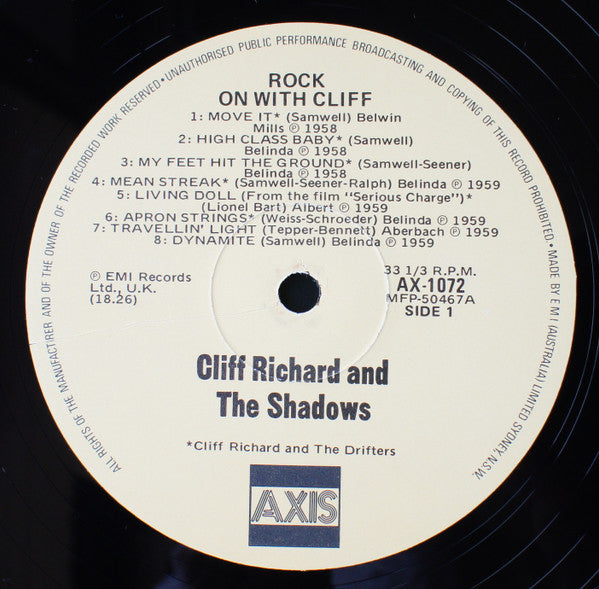 ALL RIGHTS OF THE MANUFACTURER AND OF THE OWNER OF THE RECORDED WORK RESERVED•UNAUTHORISED PUBLIC PERFORMANCE BROADCASTING AND COPYING OF THIS RECORD PROHIBITED•MADE BY E M I (AUSTRALIA) LIMITED SYDNEY, N.S.W.
ROCK
ON WITH CLIFF
1: MOVE IT* (Samwell) Belwin
Mills ℗ 1958
2: HIGH CLASS BABY* (Samwell)
Belinda ℗ 1958
3: MY FEET HIT THE GROUND* (Samwell-Seener)
Belinda ℗ 1958
4: MEAN STREAK* (Samwell-Seener-Ralph) Belinda ℗ 1959
5: LIVING DOLL (From the film "Serious Charge")*
(Lionel Bart) Albert ℗ 1959
6: APRON STRINGS* (Weiss-Schroeder) Belinda ℗ 1959
7: TRAVELLIN' LIGHT (Tepper-Bennett) Aberbach ℗ 1959
8: DYNAMITE (Samwell) Belinda ℗ 1959
℗ EMI Records
Ltd., U.K.
(18.26)
33 1/3 R.P.M.
AX-1072
MFP-50467A
SIDE 1
Cliff Richard and
The Shadows
*Cliff Richard and The Drifters
AXIS